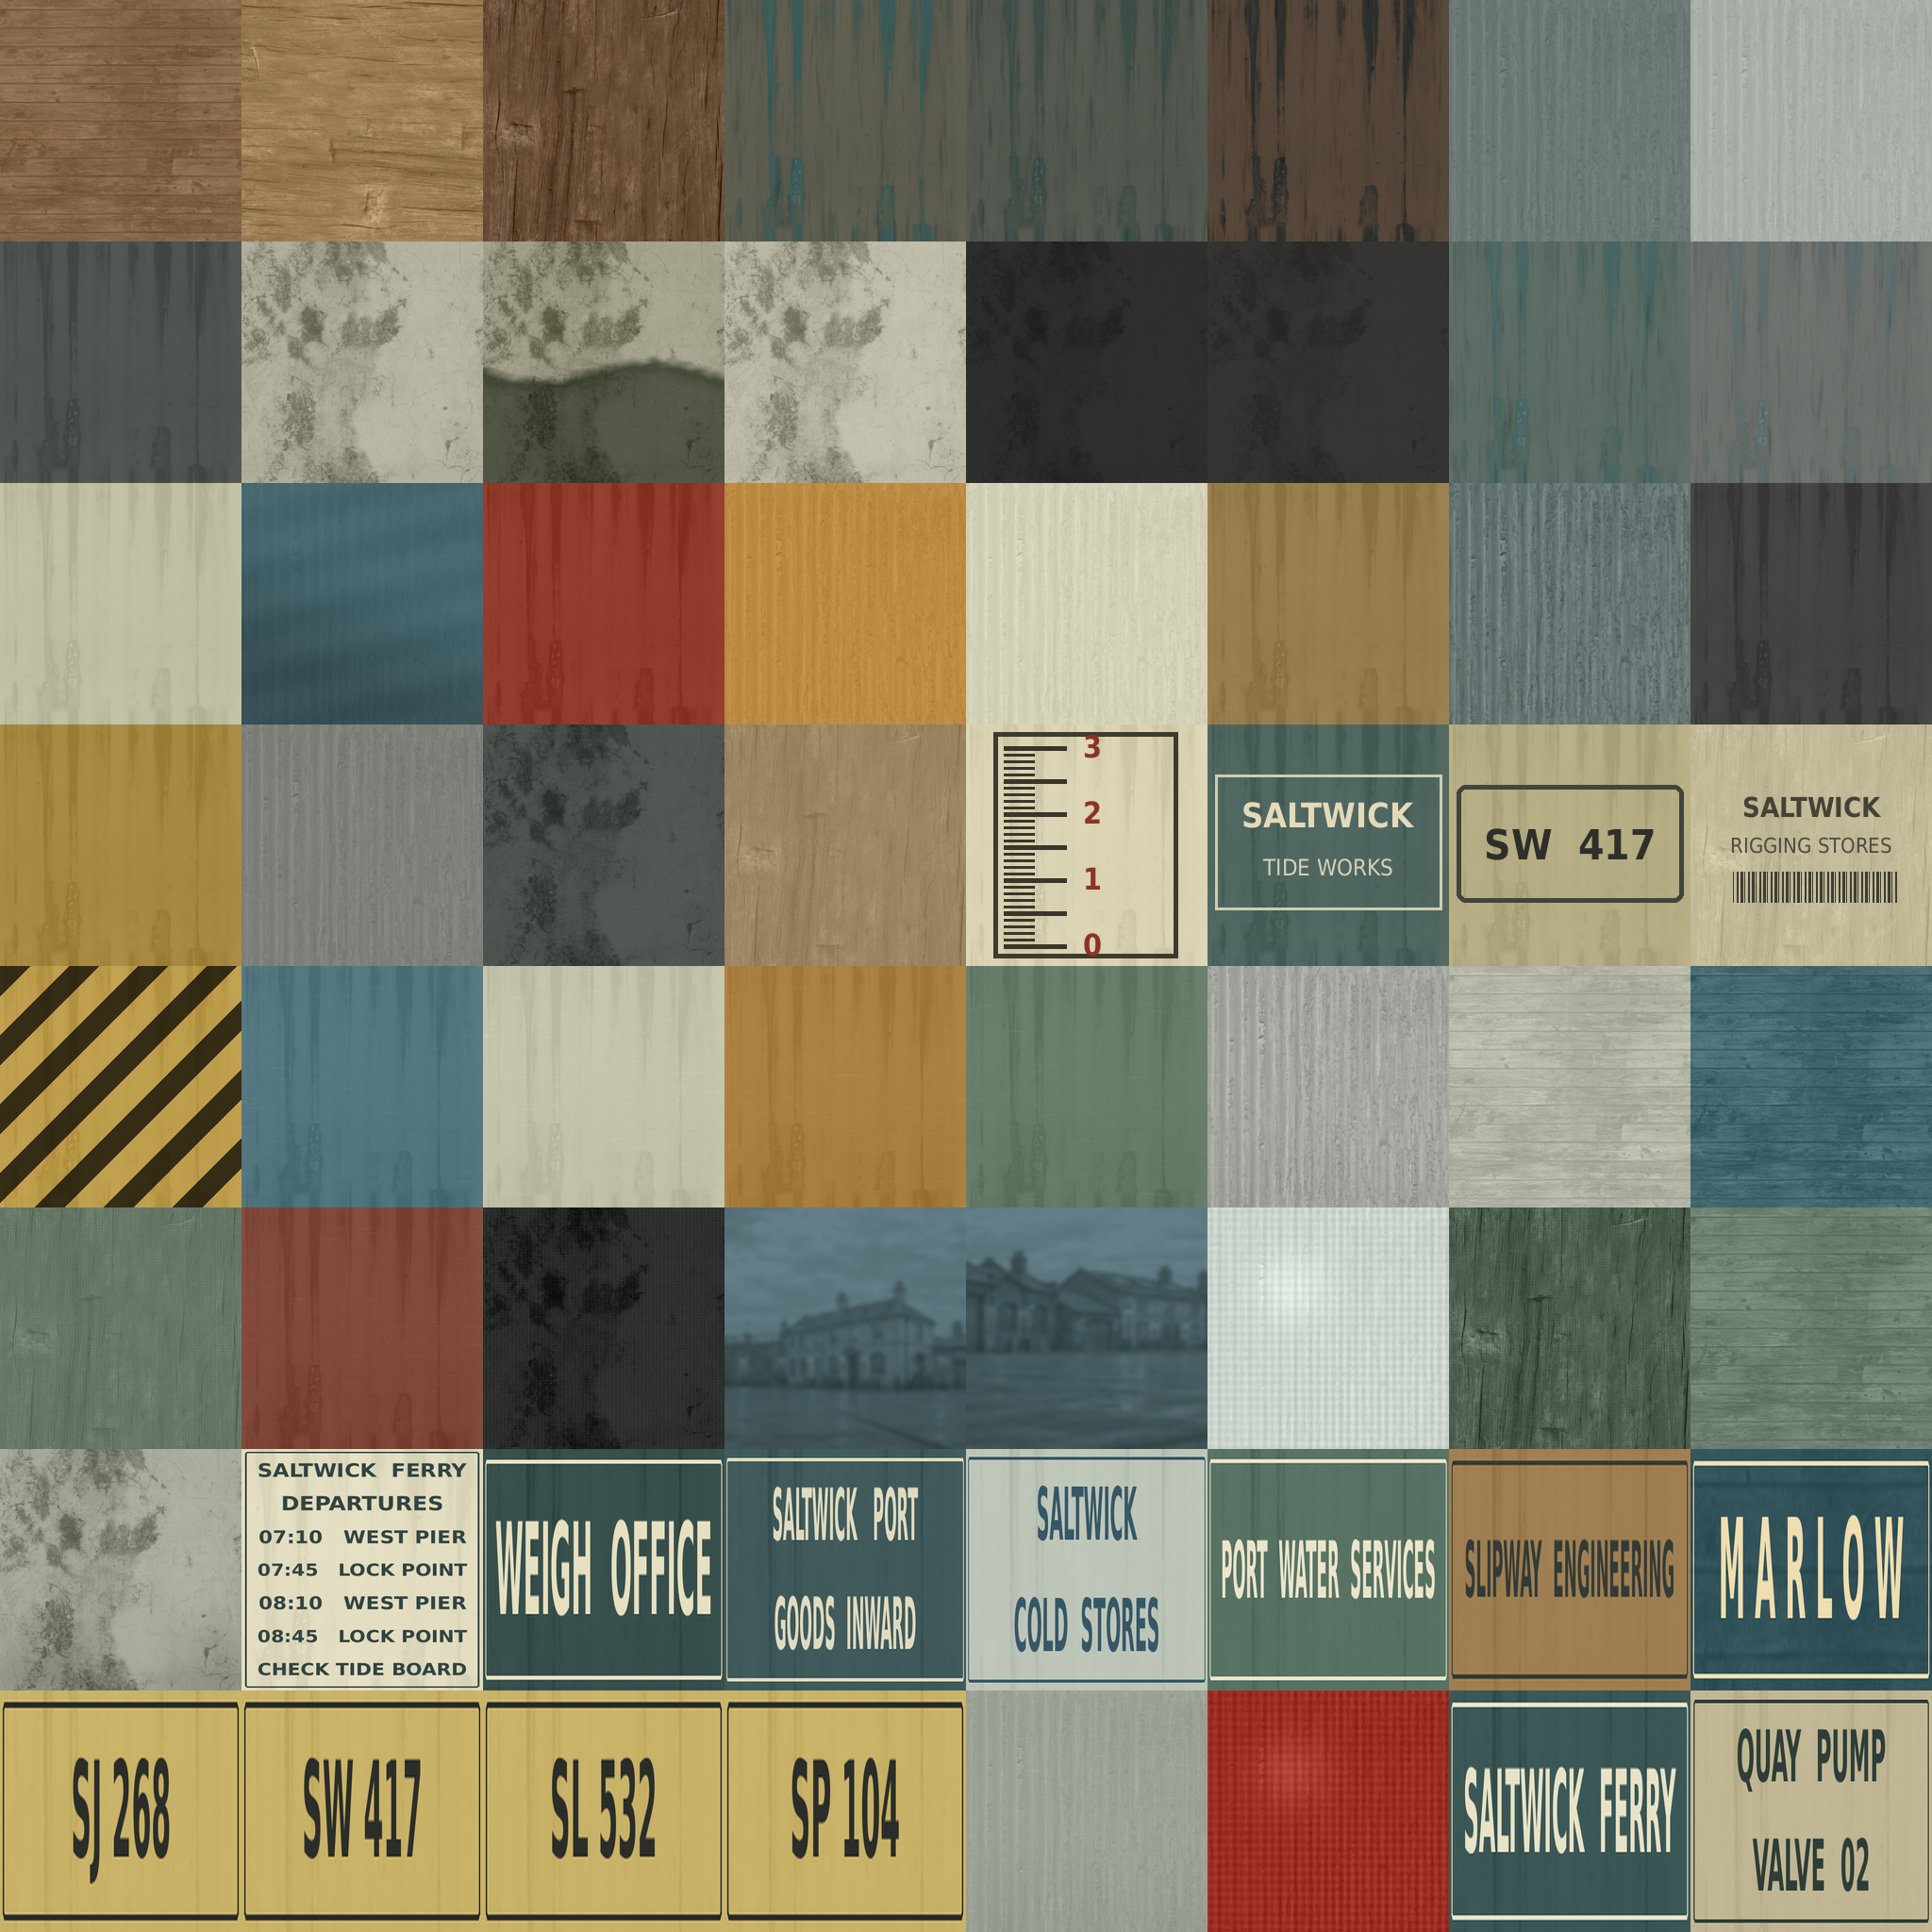 3
2
1
0
SALTWICK
TIDE WORKS
SW 417
SALTWICK
RIGGING STORES
SALTWICK FERRY
DEPARTURES
07:10 WEST PIER
07:45 LOCK POINT
08:10 WEST PIER
08:45 LOCK POINT
CHECK TIDE BOARD
WEIGH OFFICE
SALTWICK PORT
GOODS INWARD
SALTWICK
COLD STORES
PORT WATER SERVICES
SLIPWAY ENGINEERING
MARLOW
SJ 268
SW 417
SL 532
SP 104
SALTWICK FERRY
QUAY PUMP
VALVE 02